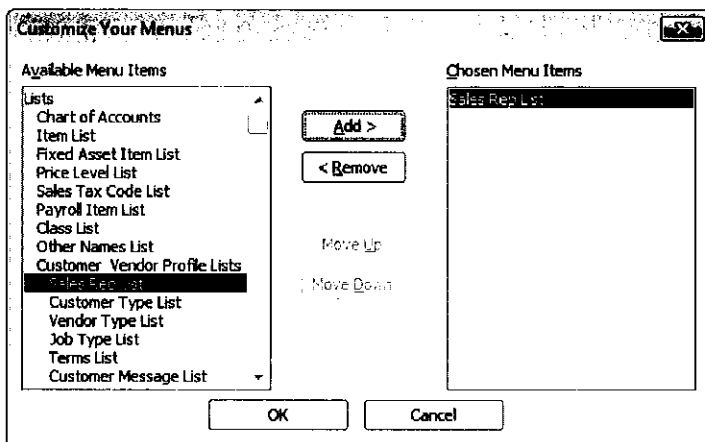 Customize Your Menus
Available Menu Items
Lists
Chart of Accounts
Item List
Fixed Asset Item List
Price Level List
Sales Tax Code List
Payroll Item List
Class List
Other Names List
Customer Vendor Profile Lists
Sales Rep List
Customer Type List
Vendor Type List
Job Type List
Terms List
Customer Message List
Add >
< Remove
Move Up
Move Down
Chosen Menu Items
Sales Rep List
OK
Cancel